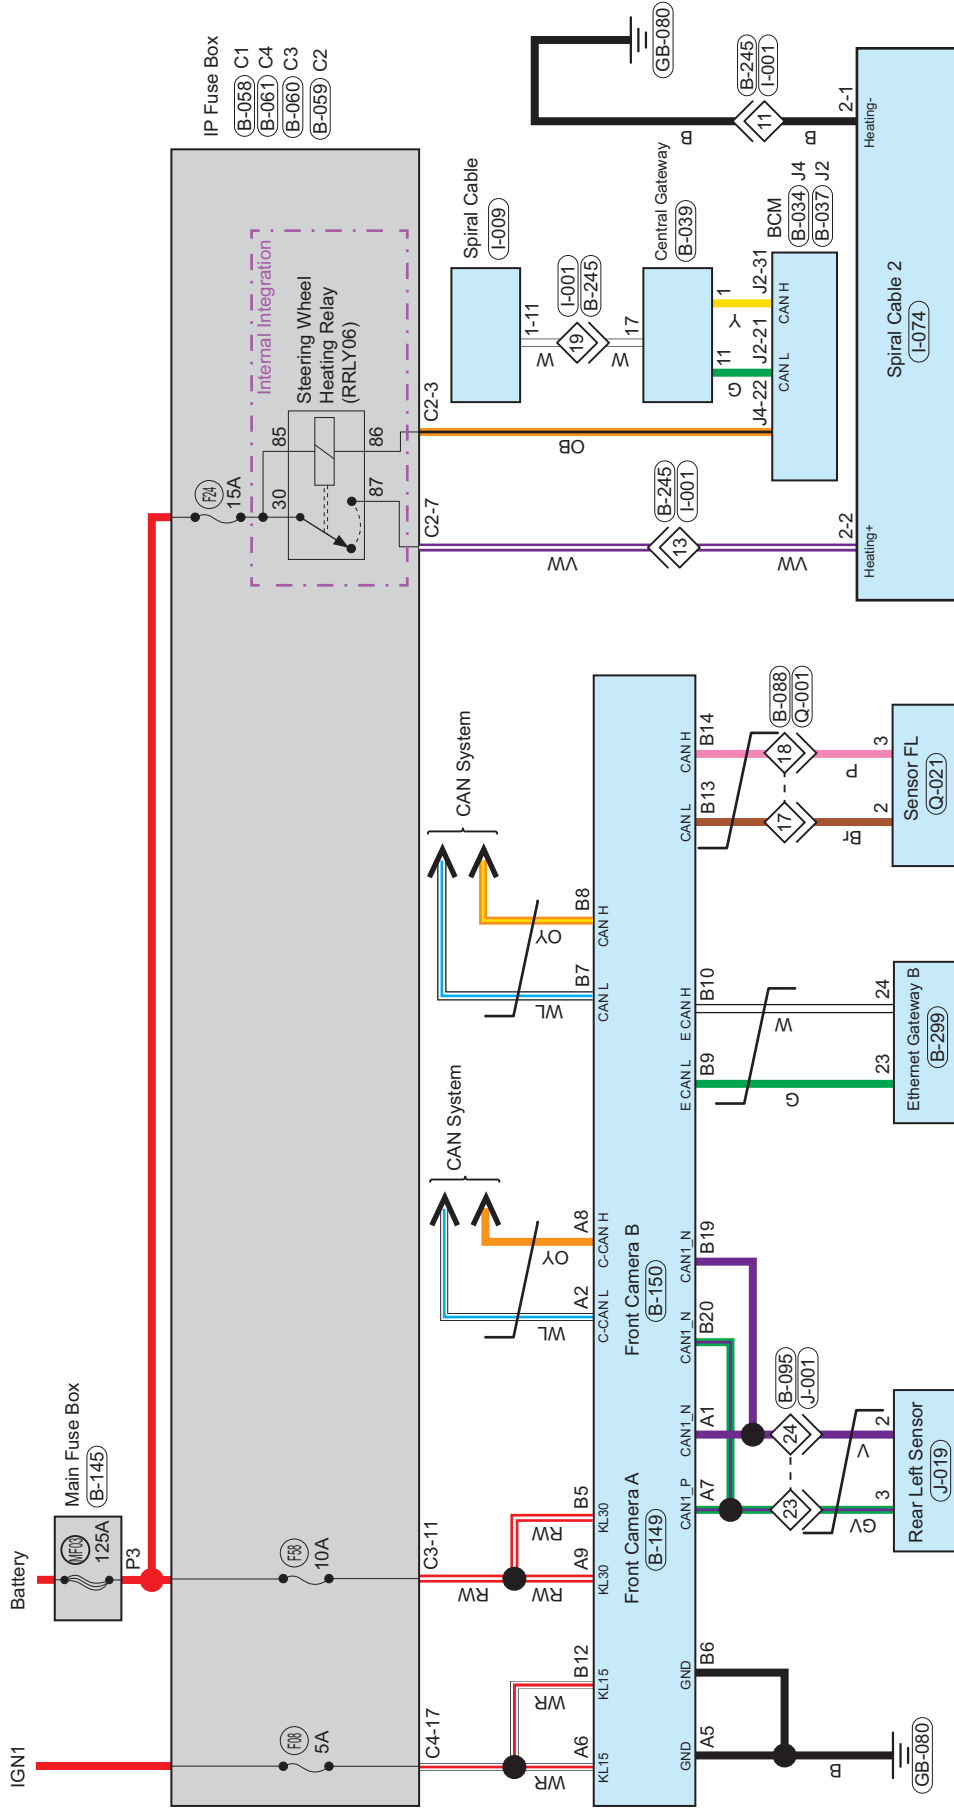 IGN1
Battery
Main Fuse Box
B-145
MF03
125A
P3
IP Fuse Box
B-058 C1
B-061 C4
B-060 C3
B-059 C2
F08
5A
F58
10A
F24
15A
Internal Integration
Steering Wheel
Heating Relay
(RRLY06)
30
85
87
86
C4-17
C3-11
C2-7
C2-3
CAN System
CAN System
Spiral Cable
I-009
1-11
W
19
I-001
B-245
W
17
Central Gateway
B-039
11
1
G
Y
J4-22
J2-21
J2-31
CAN L
CAN H
BCM
B-034 J4
B-037 J2
OB
VW
13
B-245
I-001
VW
2-2
Heating+
GB-080
B
11
B-245
I-001
B
2-1
Heating-
Spiral Cable 2
I-074
WR
WR
A6
B12
KL15
KL15
RW
RW
RW
A9
B5
KL30
KL30
WL
OY
A2
A8
C-CAN L
C-CAN H
WL
OY
B7
B8
CAN L
CAN H
Front Camera A
B-149
Front Camera B
B-150
GND
GND
A5
B6
B
GB-080
CAN1_P
CAN1_N
CAN1_N
CAN1_N
A7
A1
B20
B19
23
24
B-095
J-001
GV
V
3
2
Rear Left Sensor
J-019
E CAN L
E CAN H
B9
B10
G
W
23
24
Ethernet Gateway B
B-299
CAN L
CAN H
B13
B14
17
18
B-088
Q-001
Br
P
2
3
Sensor FL
Q-021